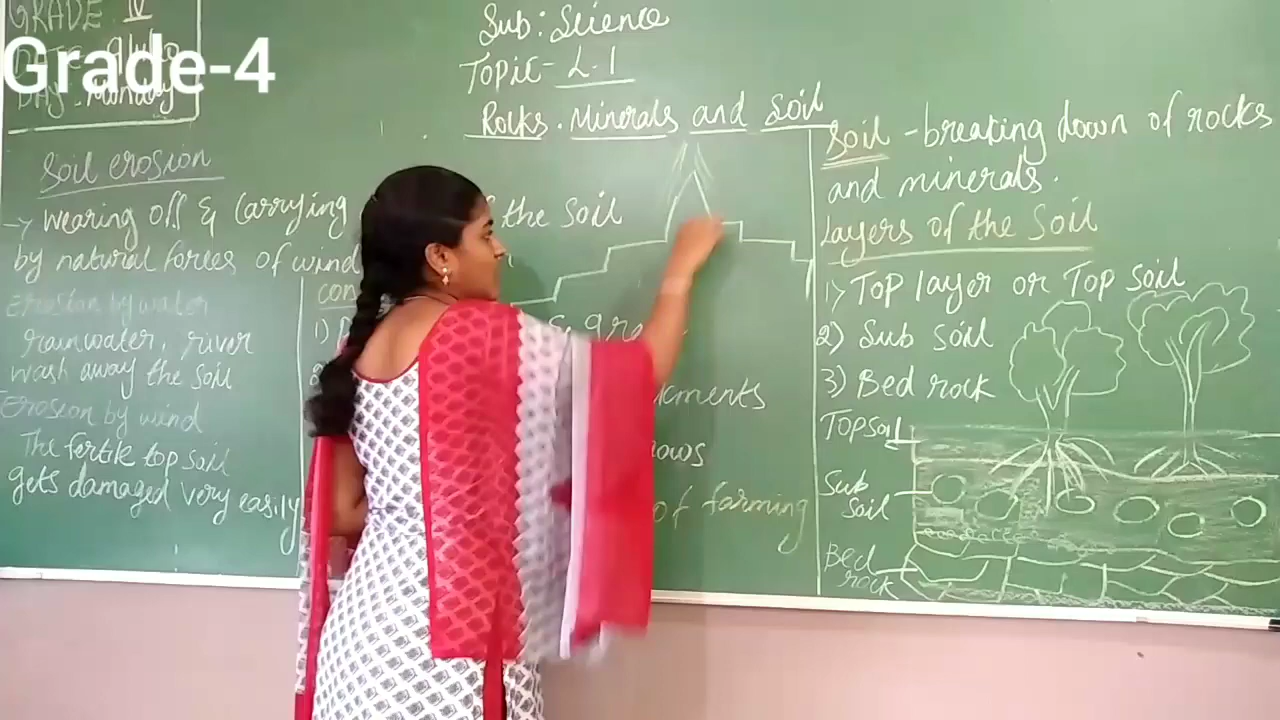 GRADE. IV
Grade-4
DAY. Monday
Sub: Science
Topic- L.1
Rocks. Minerals and Soil
Soil erosion
-> Wearing off & Carrying the Soil
by natural forces of wind
Erosion by water
rainwater, river
wash away the soil
Erosion by wind
The fertile top soil
gets damaged very easily
con
1)
of farming
Soil - breaking down of rocks
and minerals.
Layers of the Soil
1) Top layer or Top soil
2) Sub soil
3) Bed rock
Topsoil
Sub
soil
Bed
rock